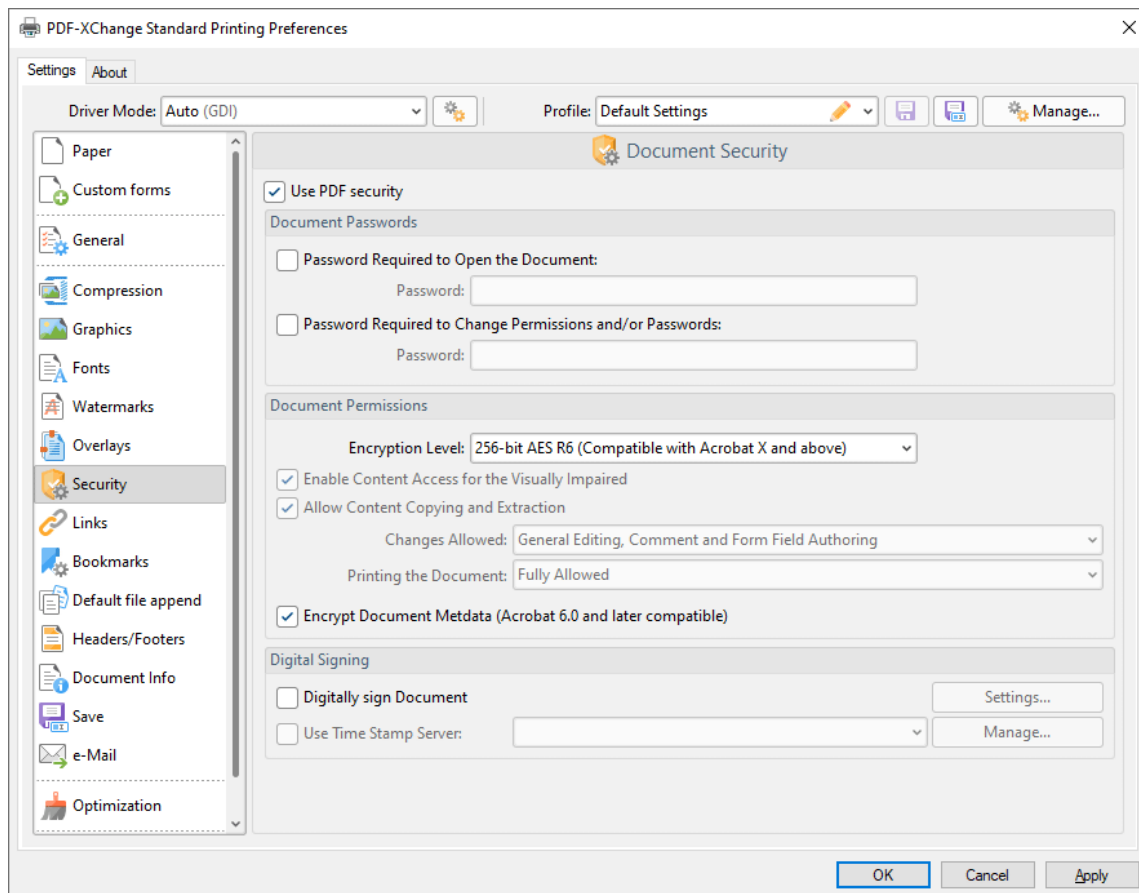 PDF-XChange Standard Printing Preferences
Settings About
Driver Mode: Auto (GDI) Profile: Default Settings Manage...
Paper
Custom forms
General
Compression
Graphics
Fonts
Watermarks
Overlays
Security
Links
Bookmarks
Default file append
Headers/Footers
Document Info
Save
e-Mail
Optimization
Document Security
Use PDF security
Document Passwords
Password Required to Open the Document:
Password:
Password Required to Change Permissions and/or Passwords:
Password:
Document Permissions
Encryption Level: 256-bit AES R6 (Compatible with Acrobat X and above)
Enable Content Access for the Visually Impaired
Allow Content Copying and Extraction
Changes Allowed: General Editing, Comment and Form Field Authoring
Printing the Document: Fully Allowed
Encrypt Document Metdata (Acrobat 6.0 and later compatible)
Digital Signing
Digitally sign Document Settings...
Use Time Stamp Server: Manage...
OK Cancel Apply